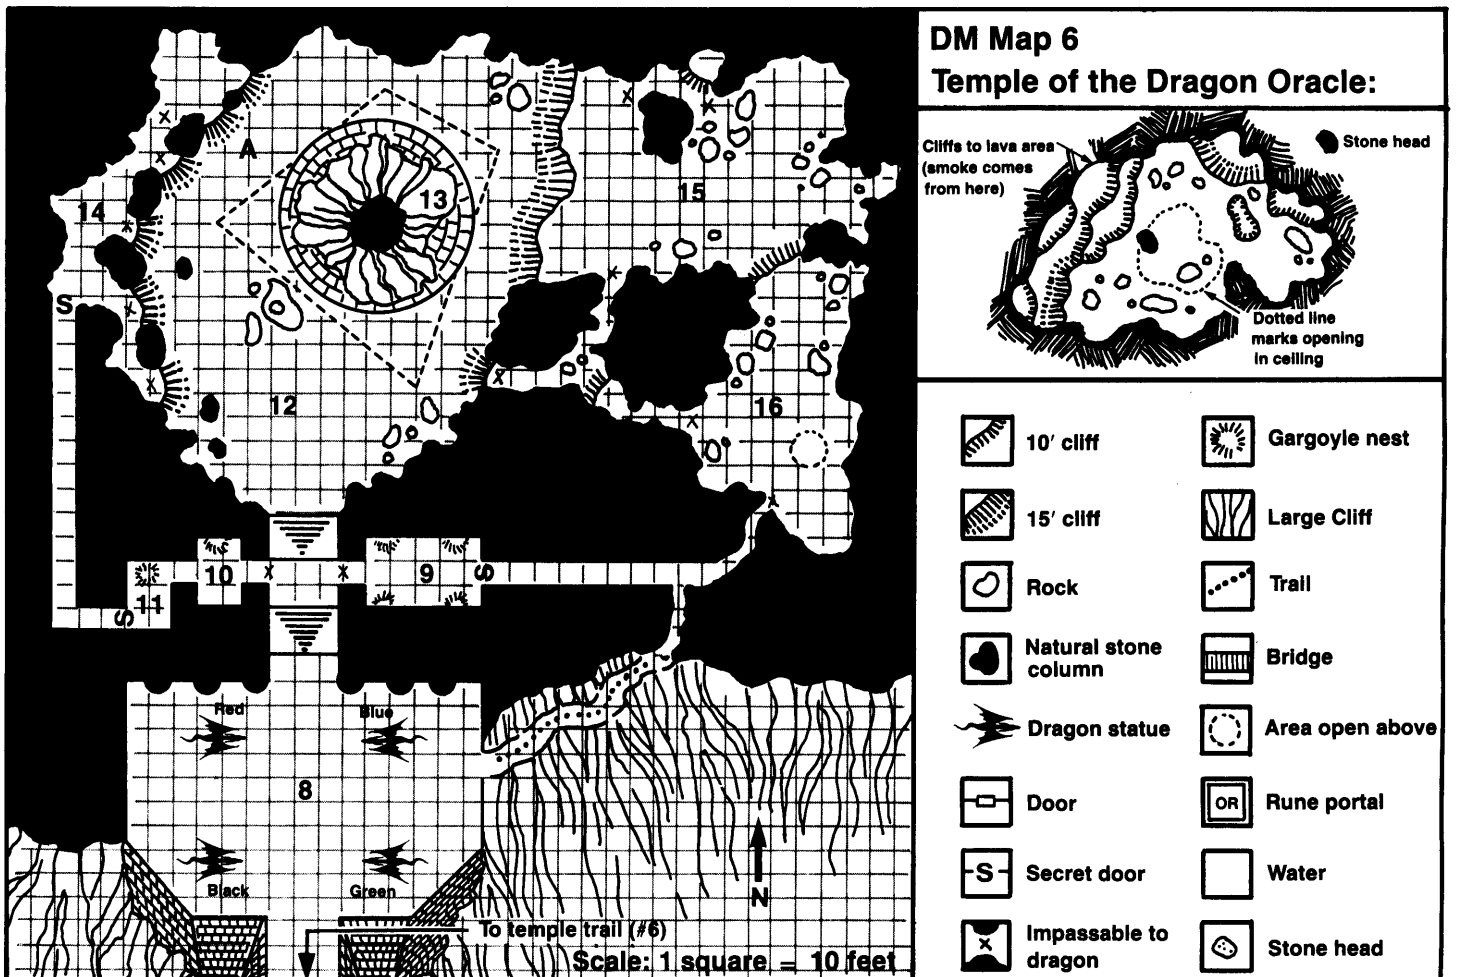 DM Map 6
Temple of the Dragon Oracle:
Cliffs to lava area
(smoke comes
from here)
Stone head
Dotted line
marks opening
in ceiling
10' cliff
Gargoyle nest
15' cliff
Large Cliff
Rock
Trail
Natural stone
column
Bridge
Dragon statue
Area open above
Door
OR
Rune portal
S
Secret door
Water
x
Impassable to
dragon
Stone head
A
13
14
15
S
12
16
10
9
S
11
S
x
x
x
x
x
x
x
x
x
x
x
x
x
x
Red
Blue
8
Black
Green
N
To temple trail (#6)
Scale: 1 square = 10 feet